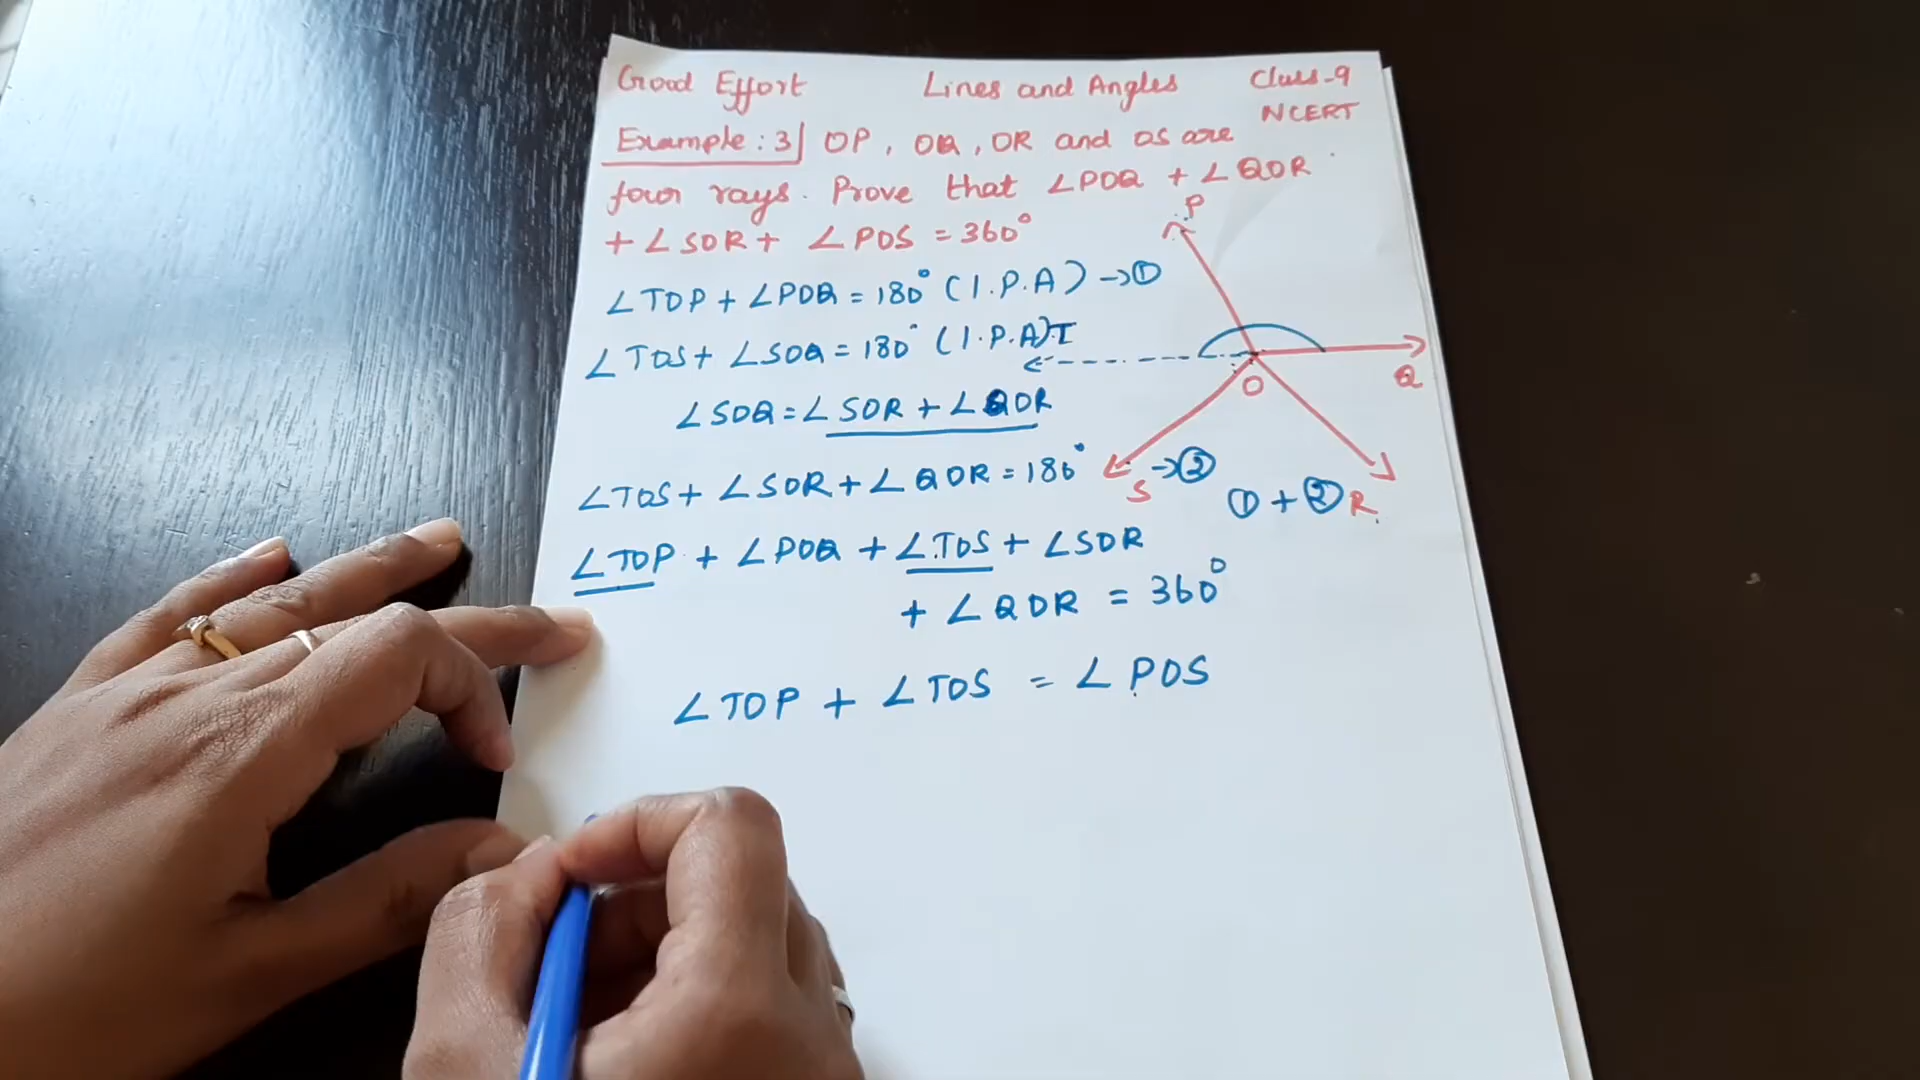 Good Effort Lines and Angles Class-9
NCERT
Example : 3 OP, OQ, OR and OS are
four rays. Prove that ∠POQ + ∠QOR
+ ∠SOR + ∠POS = 360°
P
∠TOP + ∠POQ = 180° (L.P.A) → ①
∠TOS + ∠SOQ = 180° (L.P.A) T
O
Q
∠SOQ = ∠SOR + ∠QOR
∠TOS + ∠SOR + ∠QOR = 180° → ②
S
① + ② R
∠TOP + ∠POQ + ∠TOS + ∠SOR
+ ∠QOR = 360°
∠TOP + ∠TOS = ∠POS